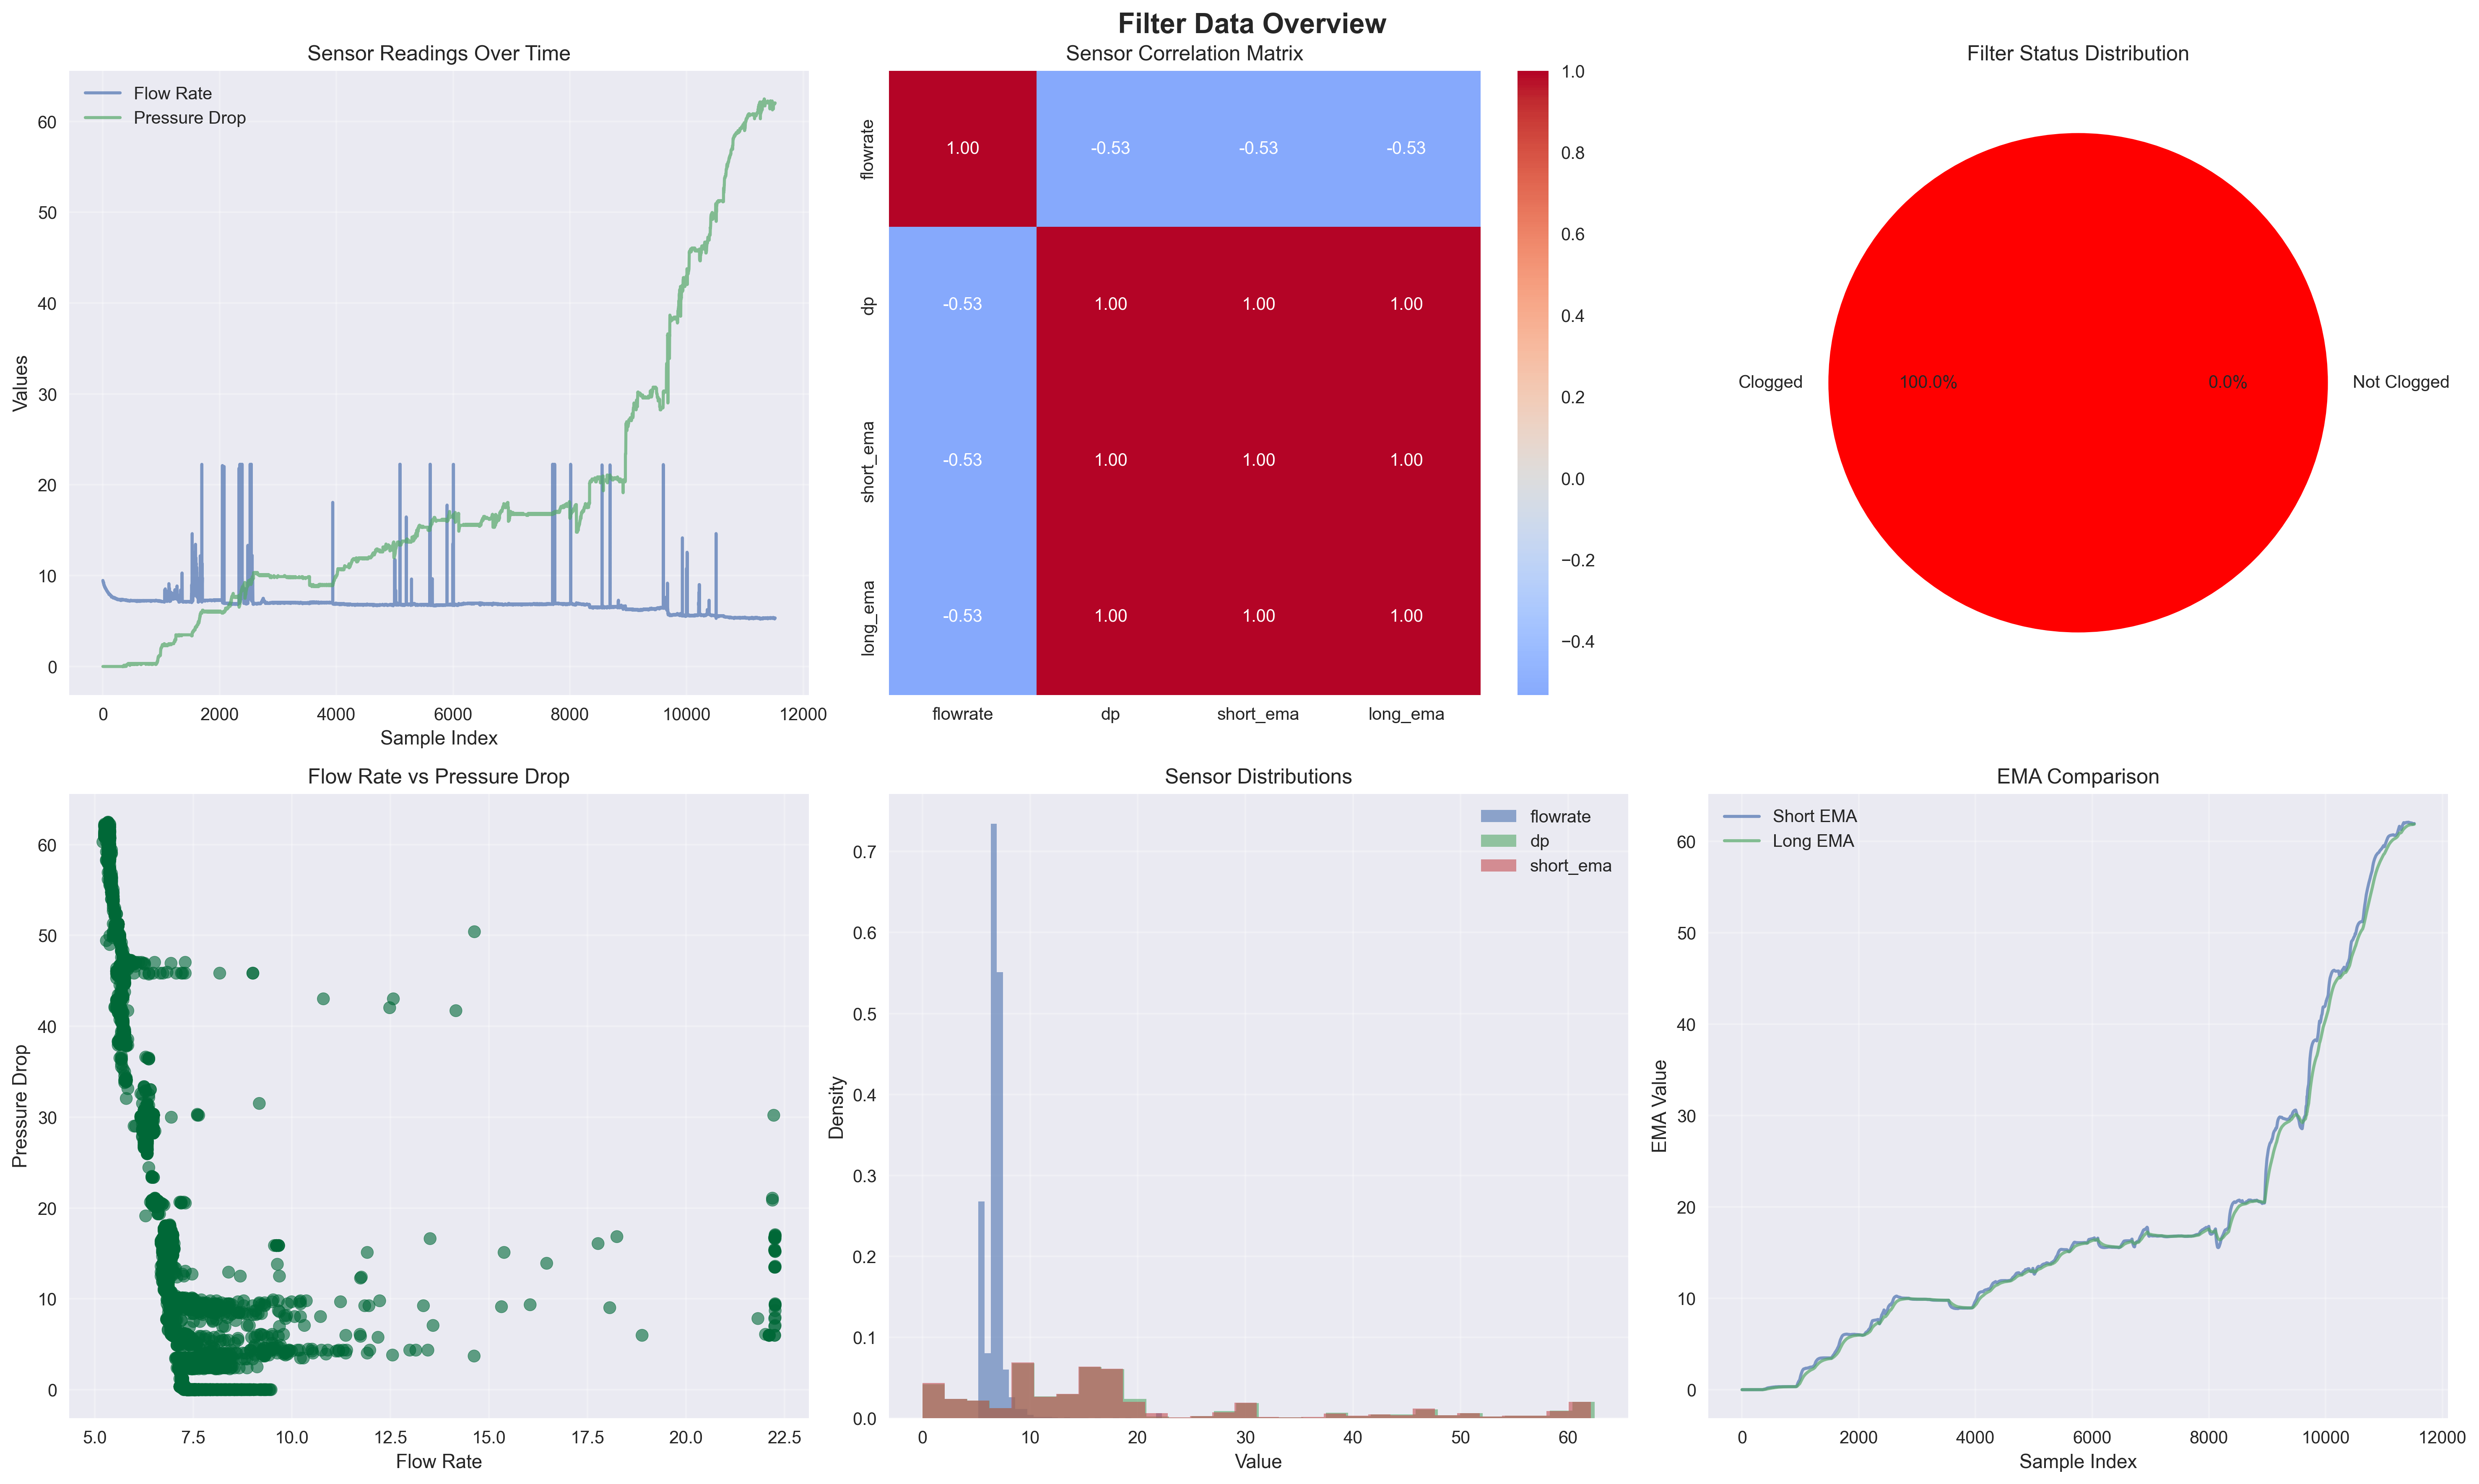 Filter Data Overview
Sensor Readings Over Time
Flow Rate
Pressure Drop
60
50
40
30
20
10
0
Values
0 2000 4000 6000 8000 10000 12000
Sample Index
Sensor Correlation Matrix
flowrate
dp
short_ema
long_ema
1.00 -0.53 -0.53 -0.53
-0.53 1.00 1.00 1.00
-0.53 1.00 1.00 1.00
-0.53 1.00 1.00 1.00
flowrate dp short_ema long_ema
1.0
0.8
0.6
0.4
0.2
0.0
−0.2
−0.4
Filter Status Distribution
Clogged 100.0% 0.0% Not Clogged
Flow Rate vs Pressure Drop
60
50
40
30
20
10
0
Pressure Drop
5.0 7.5 10.0 12.5 15.0 17.5 20.0 22.5
Flow Rate
Sensor Distributions
flowrate
dp
short_ema
0.7
0.6
0.5
0.4
0.3
0.2
0.1
0.0
Density
0 10 20 30 40 50 60
Value
EMA Comparison
Short EMA
Long EMA
60
50
40
30
20
10
0
EMA Value
0 2000 4000 6000 8000 10000 12000
Sample Index